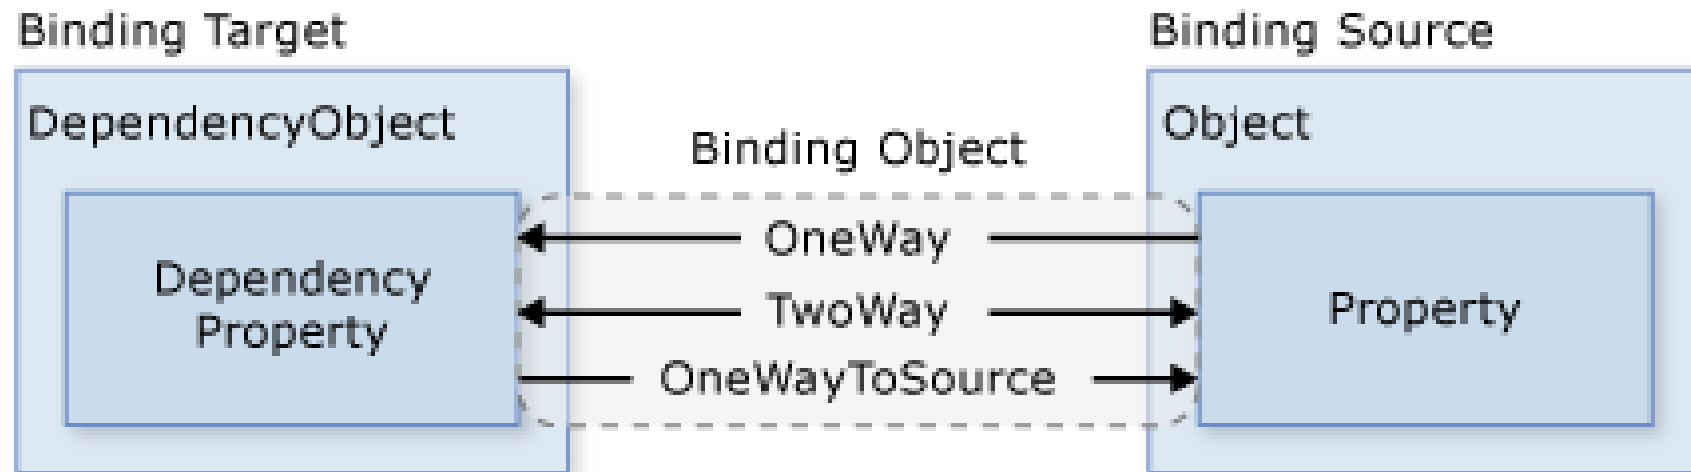 Binding Target
Binding Source
DependencyObject
Object
Binding Object
OneWay
Dependency
Property
TwoWay
Property
OneWayToSource